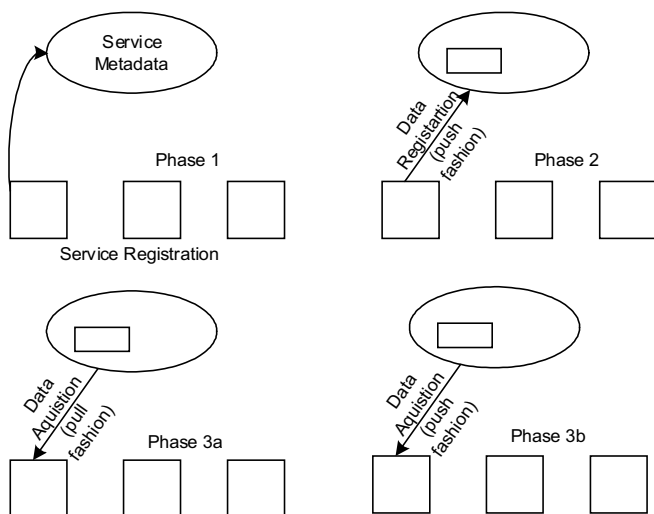 Service
Metadata
Phase 1
Service Registration
Data
Registartion
(push
fashion)
Phase 2
Data
Aquistion
(pull
fashion)
Phase 3a
Data
Aquistion
(push
fashion)
Phase 3b